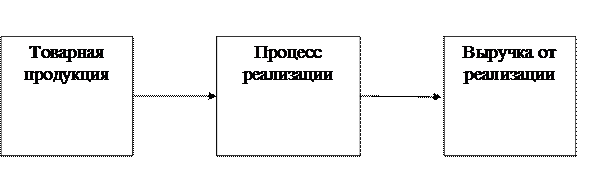 Товарная
продукция
Процесс
реализации
Выручка от
реализации